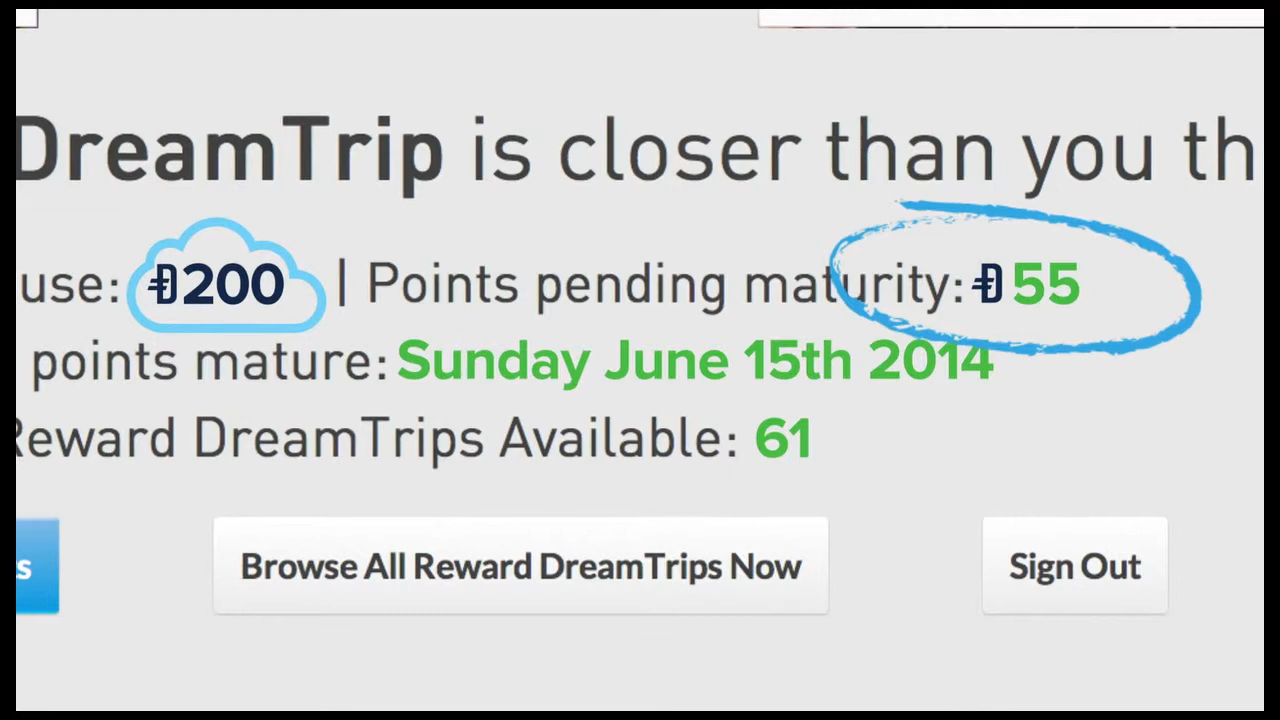 DreamTrip is closer than you th
use: Đ200 | Points pending maturity: Đ 55
points mature: Sunday June 15th 2014
Reward DreamTrips Available: 61
s Browse All Reward DreamTrips Now Sign Out